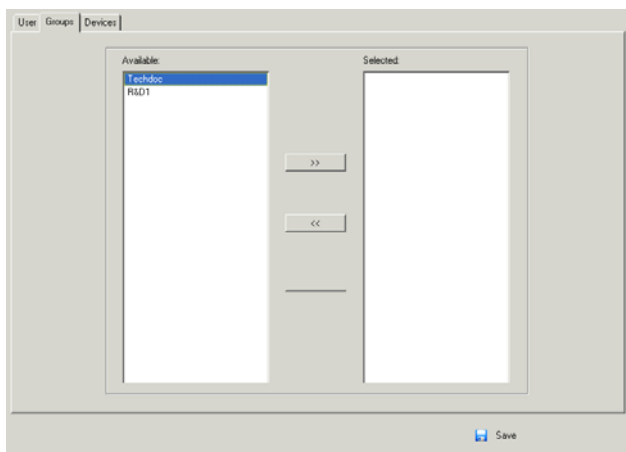 User Groups Devices
Available: Selected:
Techdoc
R&D1
>>
<<
Save